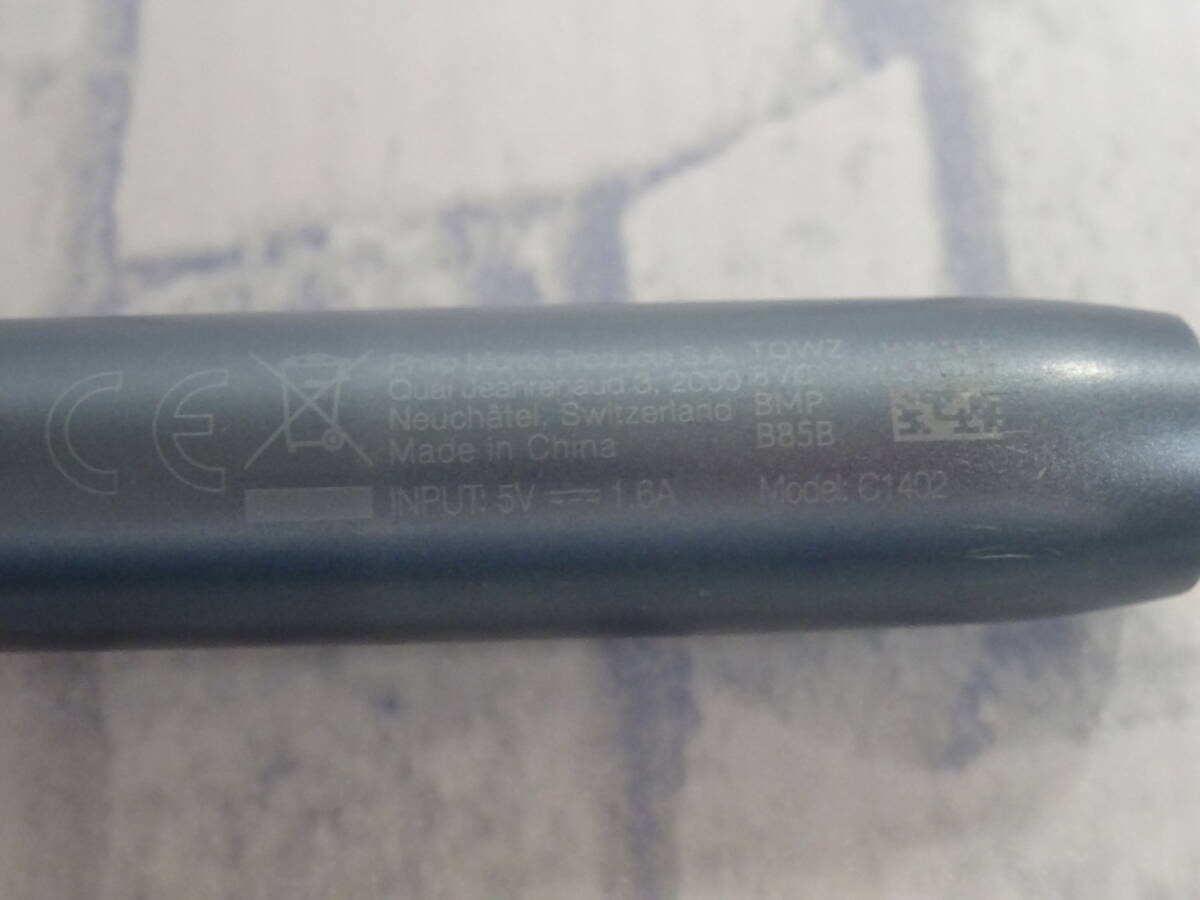 CE
Philip Morris Products S.A.
Quai Jeanrenaud 3, 2000
Neuchâtel, Switzerland
Made in China
INPUT: 5V ⎓ 1.6A
TQWZ
BMP
B85B
Model: C1402